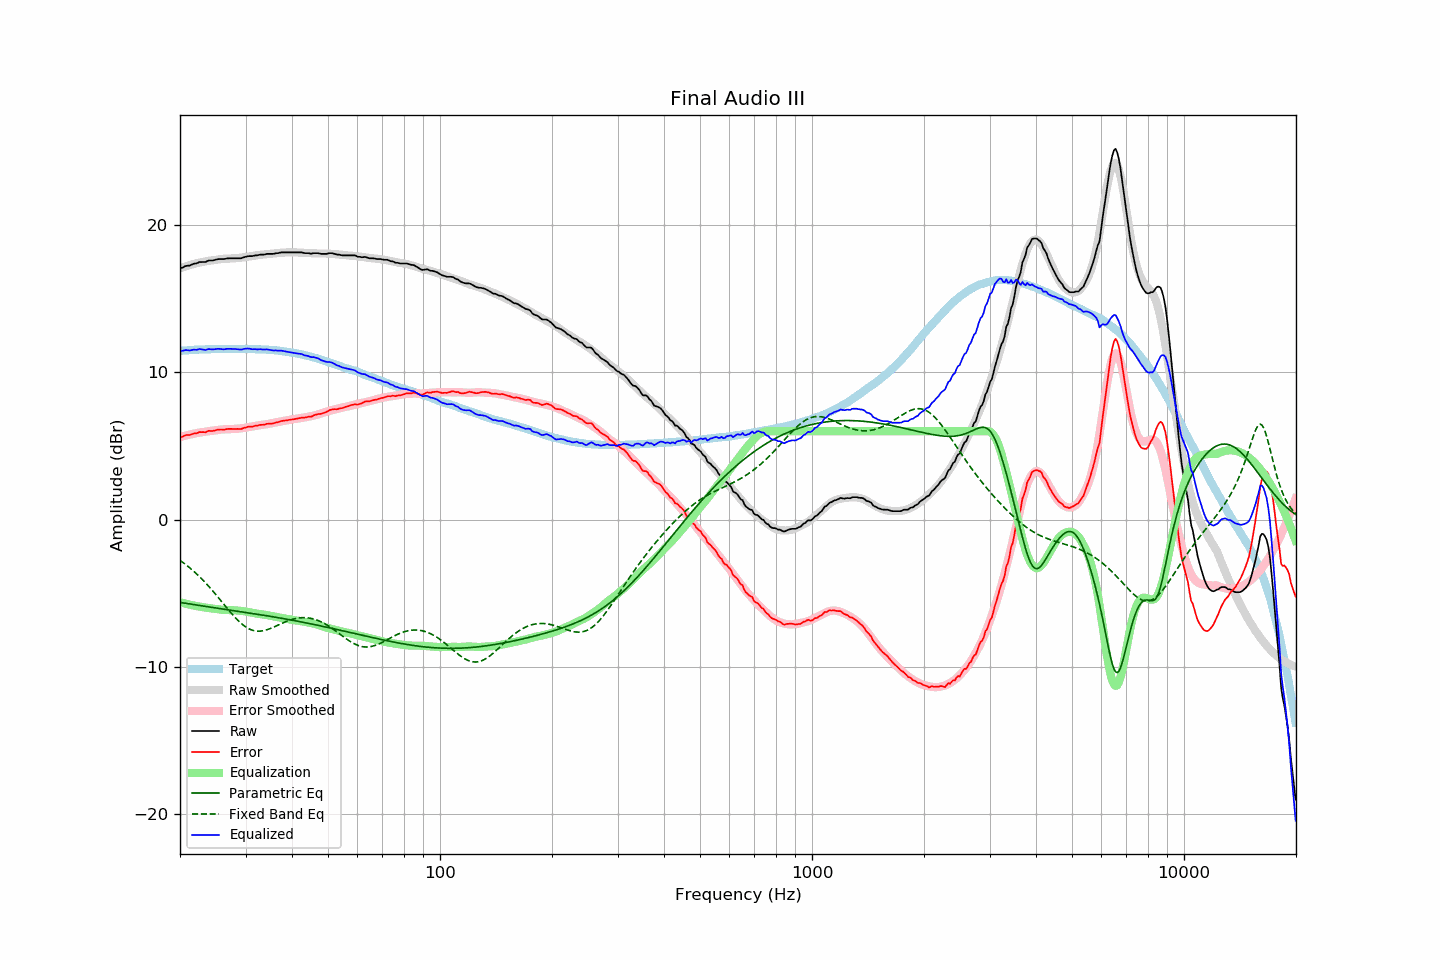 Final Audio III
Amplitude (dBr)
20
10
0
−10
−20
Target
Raw Smoothed
Error Smoothed
Raw
Error
Equalization
Parametric Eq
Fixed Band Eq
Equalized
100
1000
10000
Frequency (Hz)